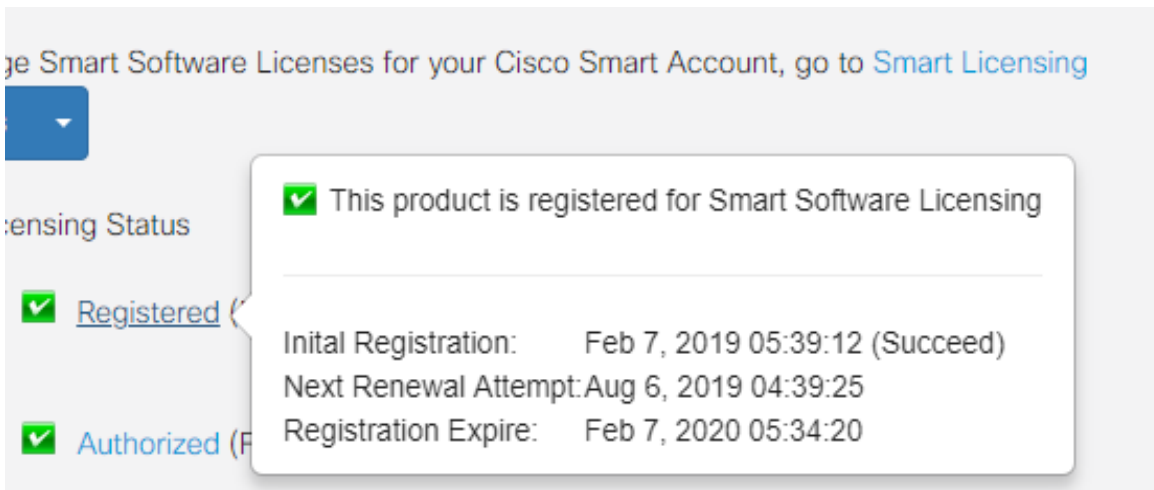 ge Smart Software Licenses for your Cisco Smart Account, go to Smart Licensing
This product is registered for Smart Software Licensing
ensing Status
Registered (
Inital Registration: Feb 7, 2019 05:39:12 (Succeed)
Next Renewal Attempt:Aug 6, 2019 04:39:25
Registration Expire: Feb 7, 2020 05:34:20
Authorized (